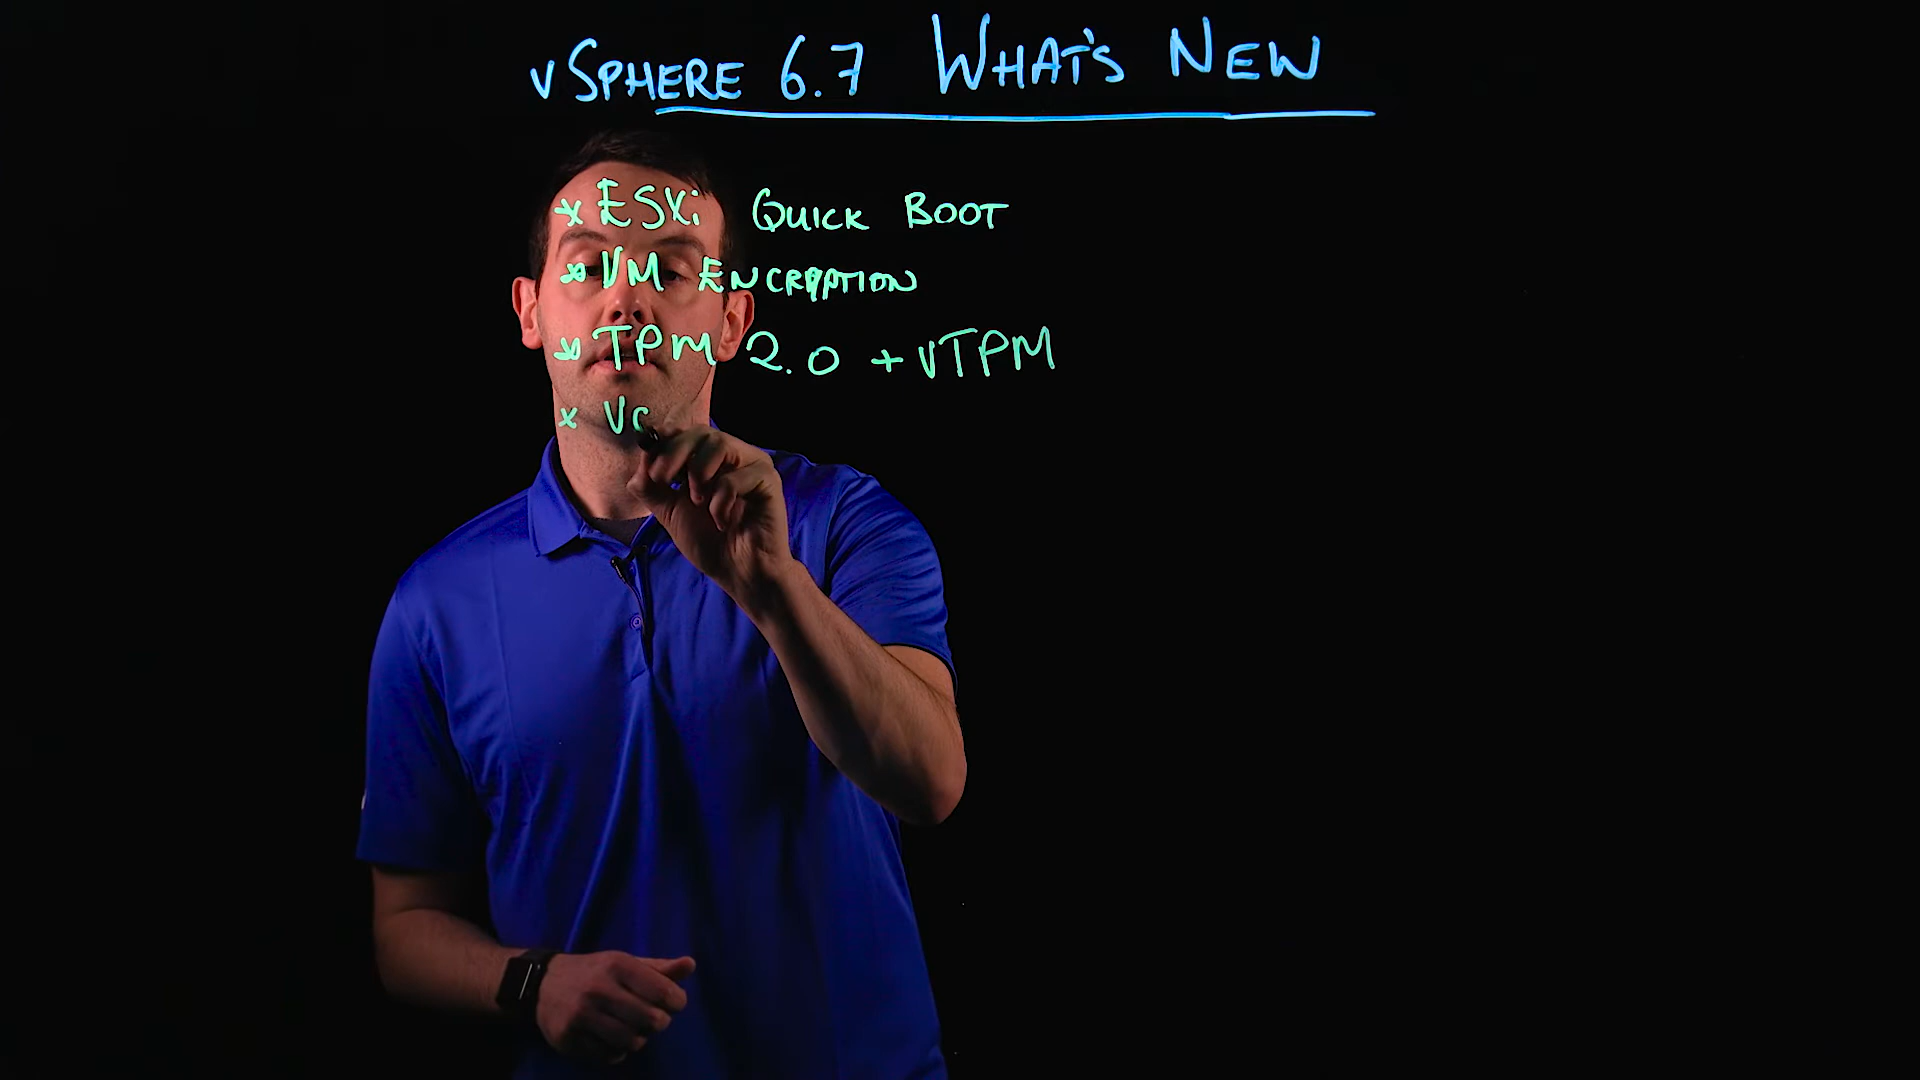 vSPHERE 6.7 WHAT'S NEW
* ESXi QUICK BOOT
* VM ENCRYPTION
* TPM 2.0 + vTPM
* VC